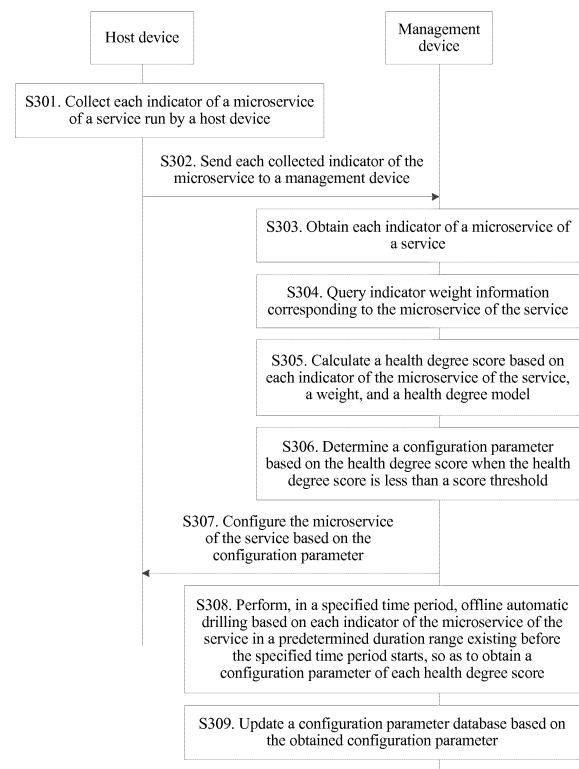 Host device
Management
device
S301. Collect each indicator of a microservice
of a service run by a host device
S302. Send each collected indicator of the
microservice to a management device
S303. Obtain each indicator of a microservice of
a service
S304. Query indicator weight information
corresponding to the microservice of the service
S305. Calculate a health degree score based on
each indicator of the microservice of the service,
a weight, and a health degree model
S306. Determine a configuration parameter
based on the health degree score when the health
degree score is less than a score threshold
S307. Configure the microservice
of the service based on the
configuration parameter
S308. Perform, in a specified time period, offline automatic
drilling based on each indicator of the microservice of the
service in a predetermined duration range existing before
the specified time period starts, so as to obtain a
configuration parameter of each health degree score
S309. Update a configuration parameter database based on
the obtained configuration parameter